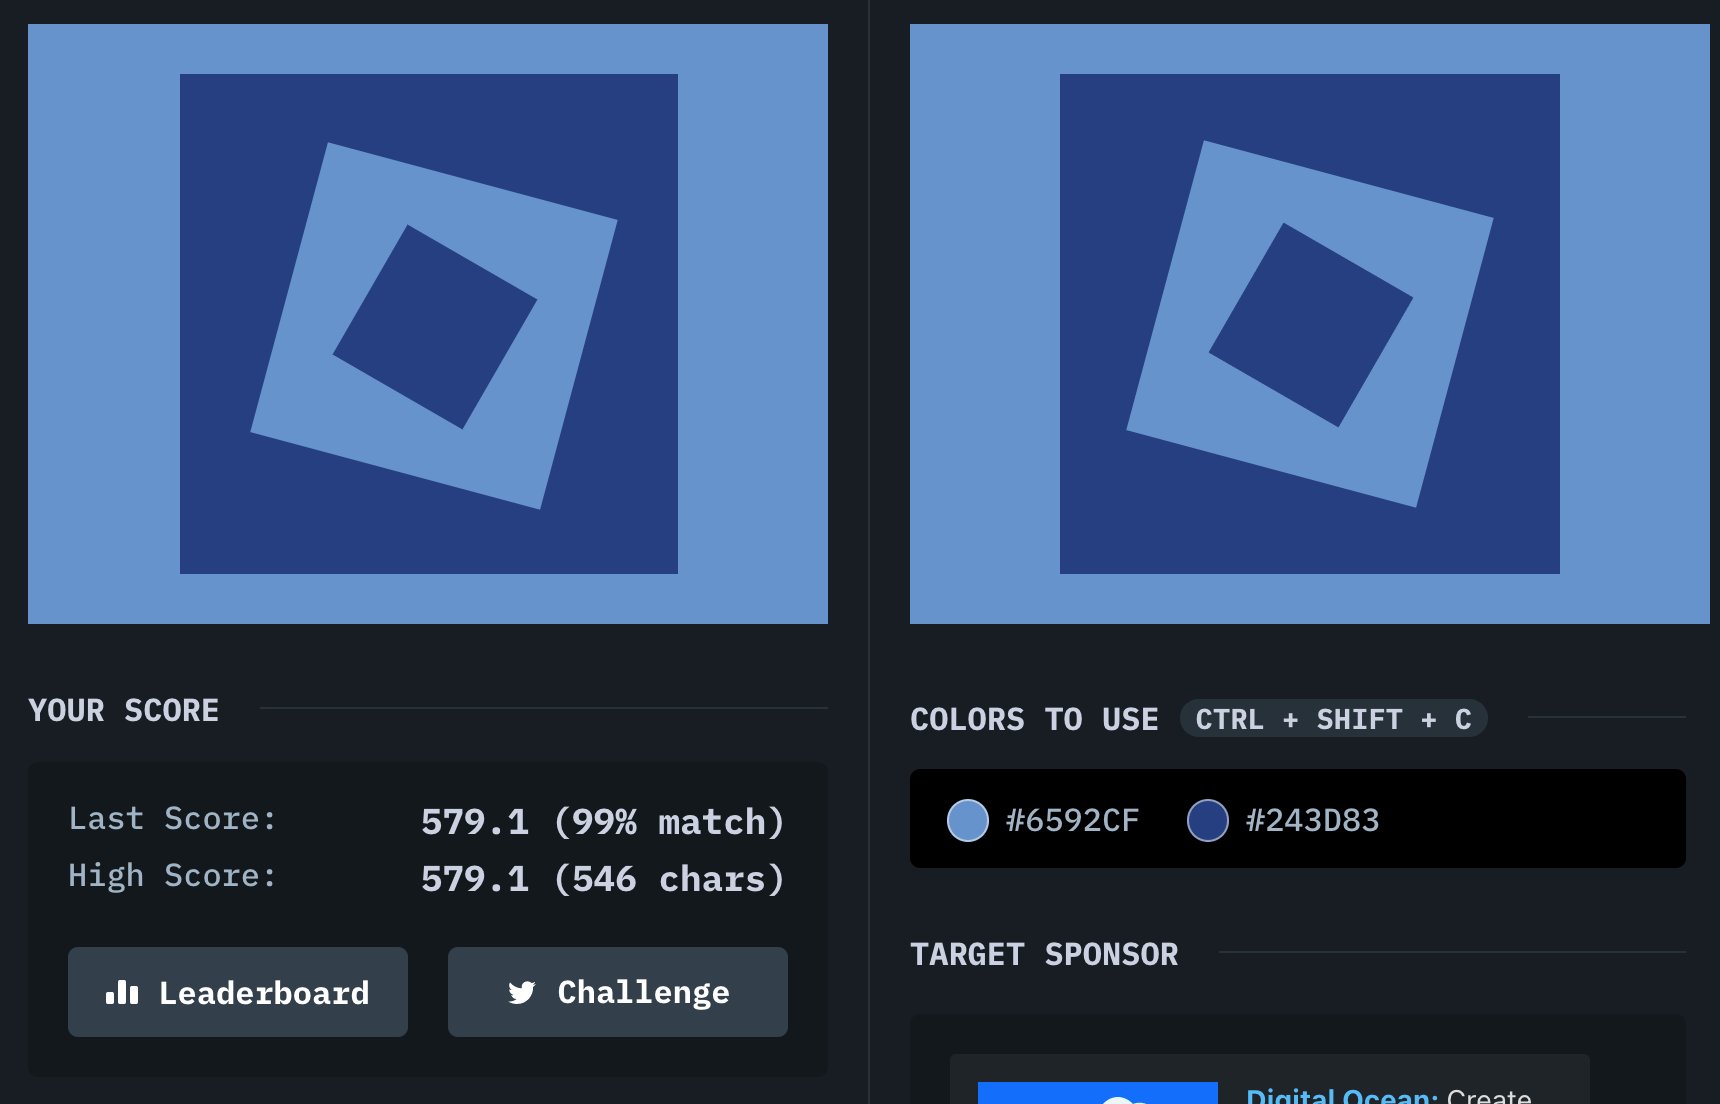 YOUR SCORE
Last Score: 579.1 (99% match)
High Score: 579.1 (546 chars)
Leaderboard
Challenge
COLORS TO USE CTRL + SHIFT + C
#6592CF #243D83
TARGET SPONSOR
Digital Ocean: Create